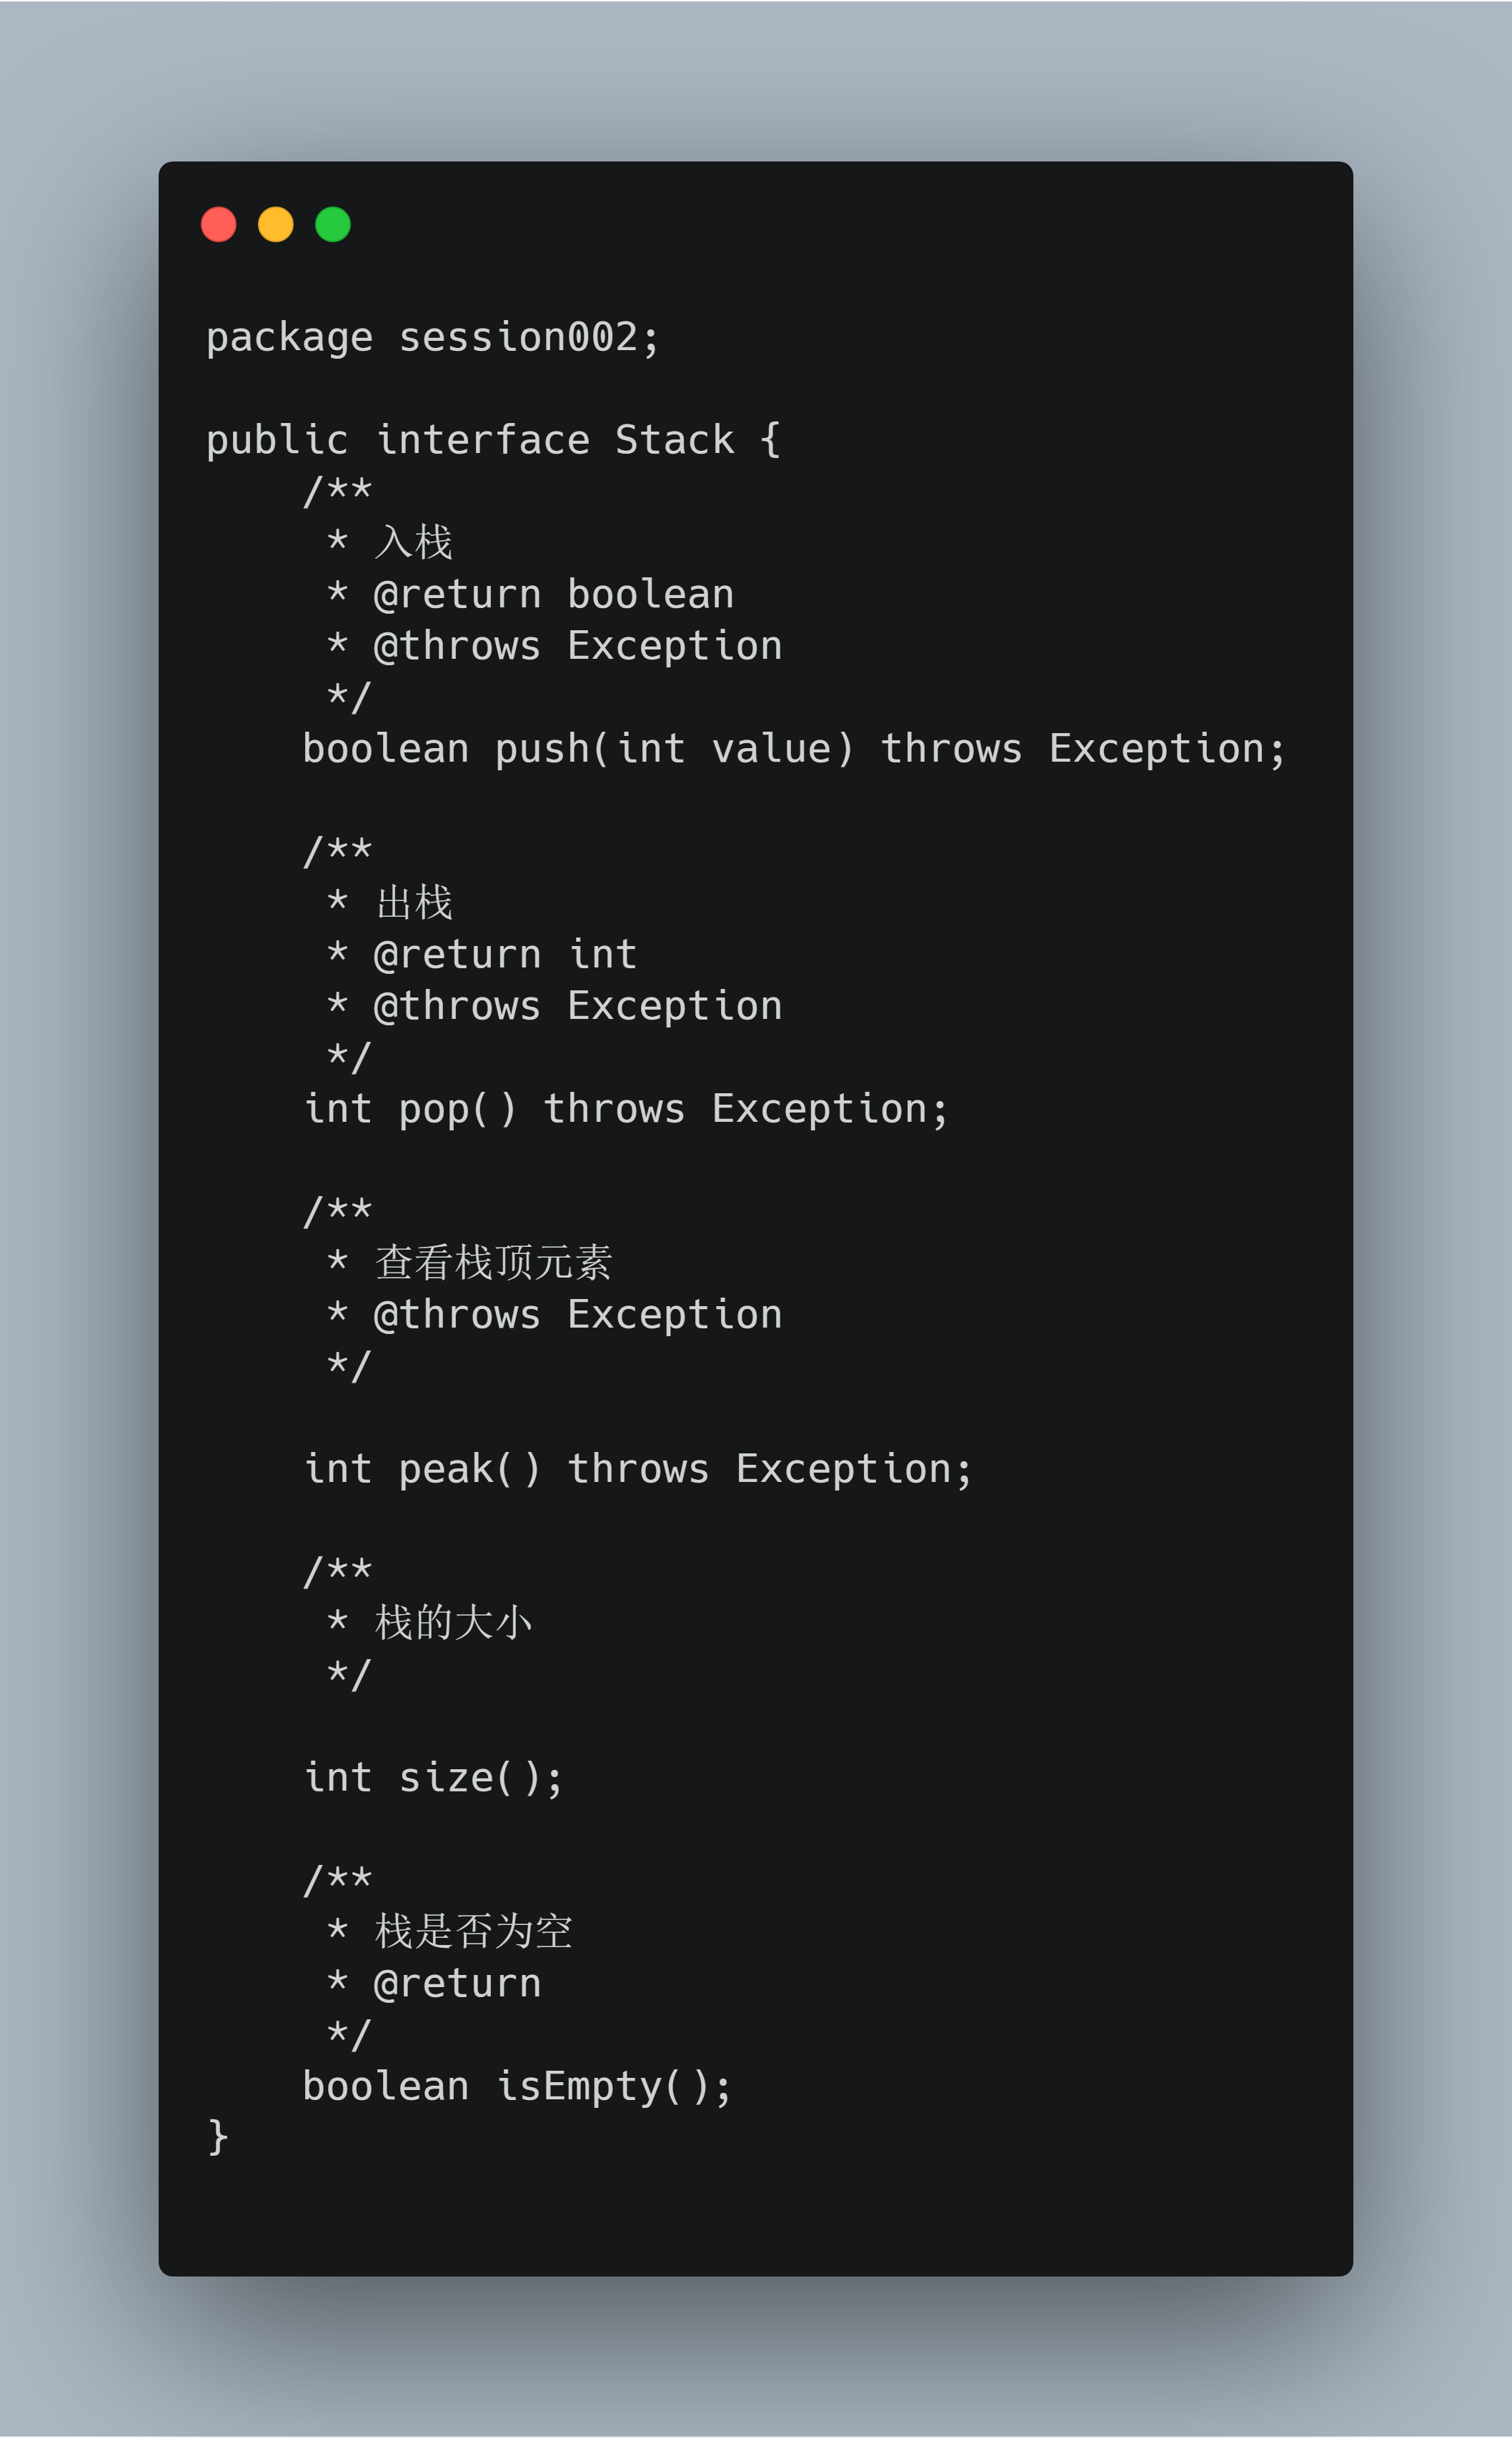 package session002;

public interface Stack {
    /**
     * 入栈
     * @return boolean
     * @throws Exception
     */
    boolean push(int value) throws Exception;

    /**
     * 出栈
     * @return int
     * @throws Exception
     */
    int pop() throws Exception;

    /**
     * 查看栈顶元素
     * @throws Exception
     */

    int peak() throws Exception;

    /**
     * 栈的大小
     */

    int size();

    /**
     * 栈是否为空
     * @return
     */
    boolean isEmpty();
}